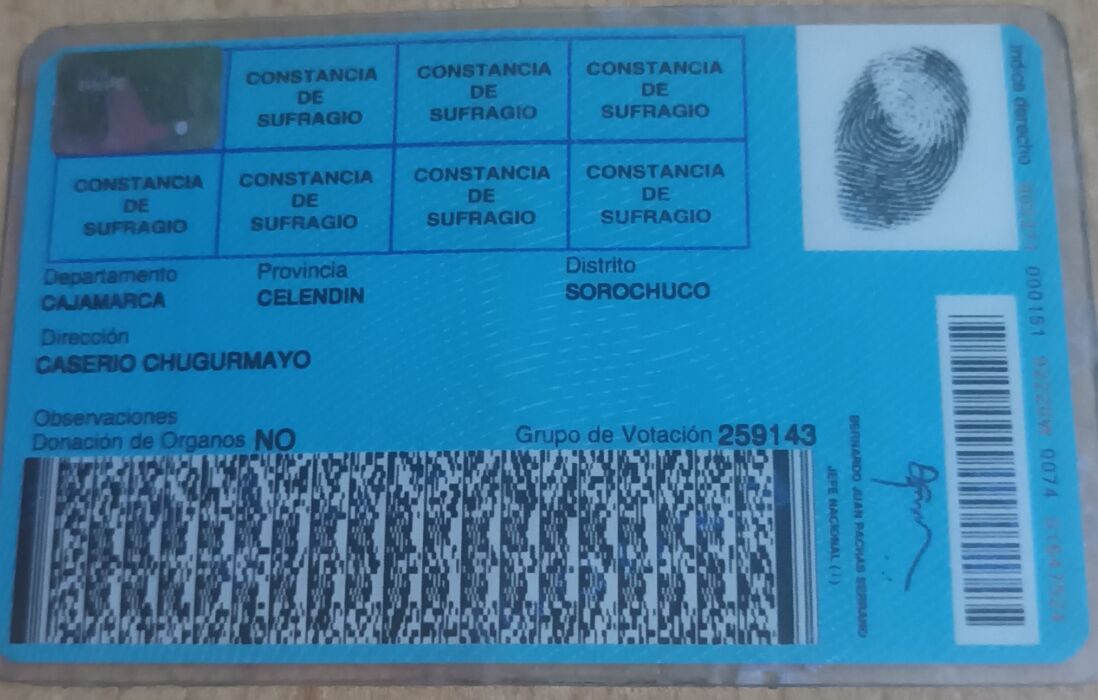 CONSTANCIA
DE
SUFRAGIO
CONSTANCIA
DE
SUFRAGIO
CONSTANCIA
DE
SUFRAGIO
CONSTANCIA
DE
SUFRAGIO
CONSTANCIA
DE
SUFRAGIO
CONSTANCIA
DE
SUFRAGIO
CONSTANCIA
DE
SUFRAGIO
Departamento Provincia Distrito
CAJAMARCA CELENDIN SOROCHUCO
Dirección
CASERIO CHUGURMAYO
Observaciones
Donación de Organos NO Grupo de Votación 259143
Indice derecho
000151 0074
BERNARDO JUAN PACHAS SERRANO
JEFE NACIONAL ( i )